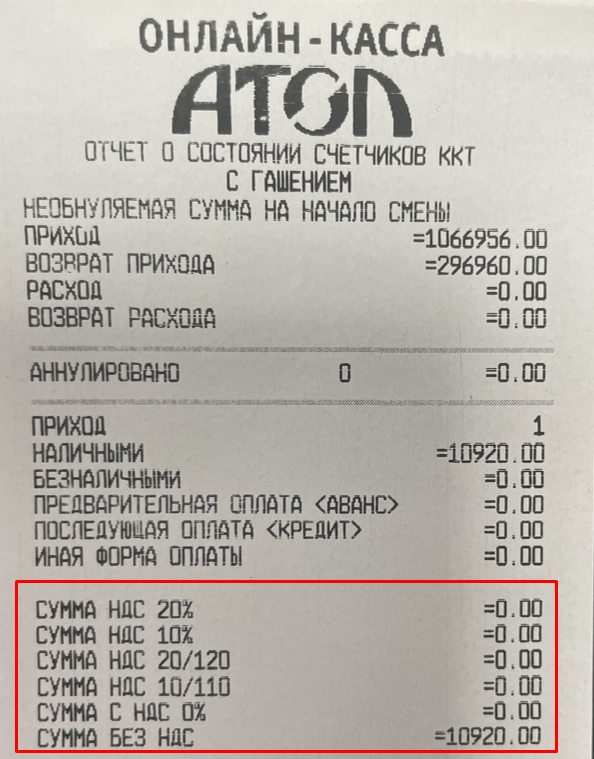 ОНЛАЙН-КАССА
АТОЛ
ОТЧЕТ О СОСТОЯНИИ СЧЕТЧИКОВ ККТ
С ГАШЕНИЕМ
НЕОБНУЛЯЕМАЯ СУММА НА НАЧАЛО СМЕНЫ
ПРИХОД =1066956.00
ВОЗВРАТ ПРИХОДА =296960.00
РАСХОД =0.00
ВОЗВРАТ РАСХОДА =0.00
АННУЛИРОВАНО 0 =0.00
ПРИХОД 1
НАЛИЧНЫМИ =10920.00
БЕЗНАЛИЧНЫМИ =0.00
ПРЕДВАРИТЕЛЬНАЯ ОПЛАТА <АВАНС> =0.00
ПОСЛЕДУЮЩАЯ ОПЛАТА <КРЕДИТ> =0.00
ИНАЯ ФОРМА ОПЛАТЫ =0.00
СУММА НДС 20% =0.00
СУММА НДС 10% =0.00
СУММА НДС 20/120 =0.00
СУММА НДС 10/110 =0.00
СУММА С НДС 0% =0.00
СУММА БЕЗ НДС =10920.00